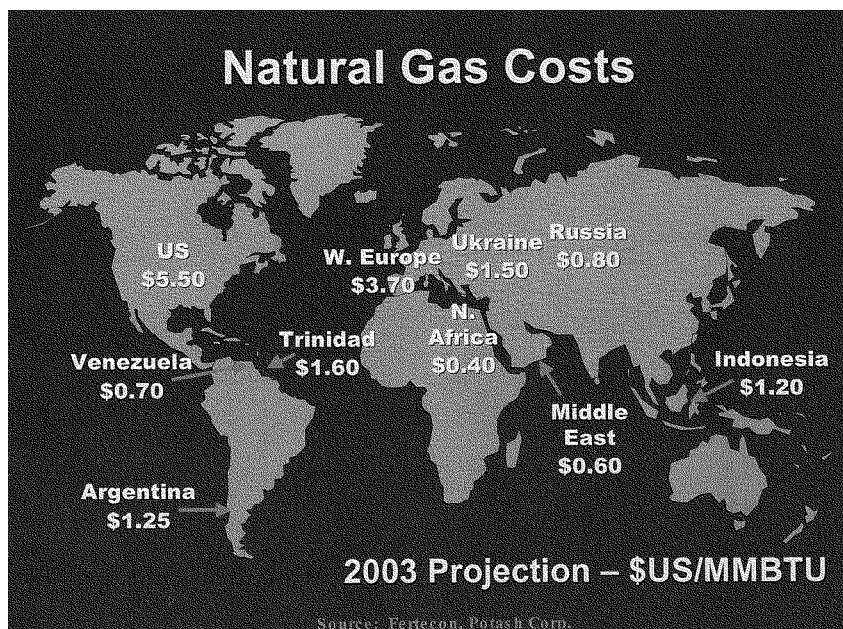 Natural Gas Costs
US
$5.50
W. Europe
$3.70
Ukraine
$1.50
Russia
$0.80
N.
Africa
$0.40
Trinidad
$1.60
Venezuela
$0.70
Indonesia
$1.20
Middle
East
$0.60
Argentina
$1.25
2003 Projection – $US/MMBTU
Source: Fertecon, Potash Corp.